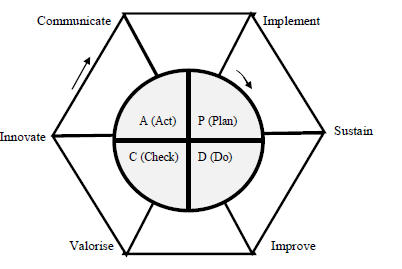 Communicate
Implement
A (Act)
P (Plan)
Innovate
Sustain
C (Check)
D (Do)
Valorise
Improve